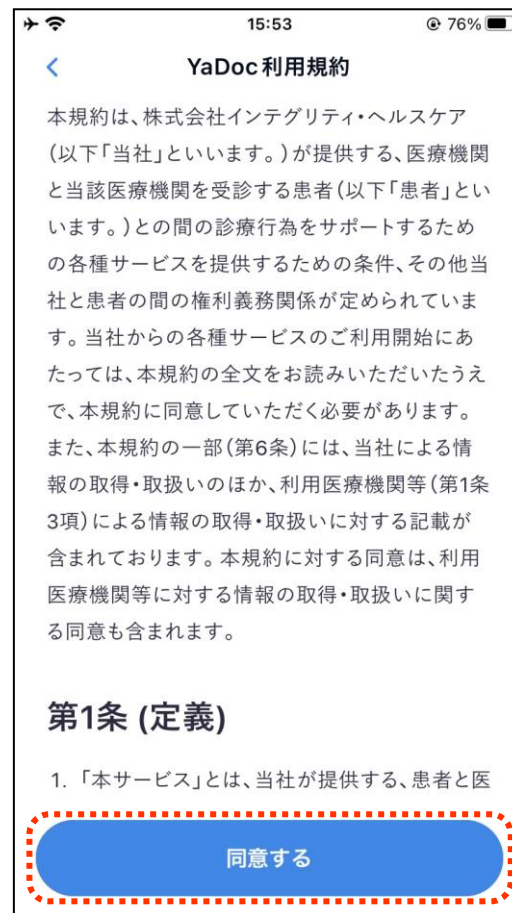 15:53
76%
YaDoc利用規約
本規約は、株式会社インテグリティ・ヘルスケア
(以下「当社」といいます。)が提供する、医療機関
と当該医療機関を受診する患者(以下「患者」とい
います。)との間の診療行為をサポートするため
の各種サービスを提供するための条件、その他当
社と患者の間の権利義務関係が定められていま
す。当社からの各種サービスのご利用開始にあ
たっては、本規約の全文をお読みいただいたうえ
で、本規約に同意していただく必要があります。
また、本規約の一部(第6条)には、当社による情
報の取得・取扱いのほか、利用医療機関等(第1条
3項)による情報の取得・取扱いに対する記載が
含まれております。本規約に対する同意は、利用
医療機関等に対する情報の取得・取扱いに関す
る同意も含まれます。
第1条 (定義)
1. 「本サービス」とは、当社が提供する、患者と医
同意する